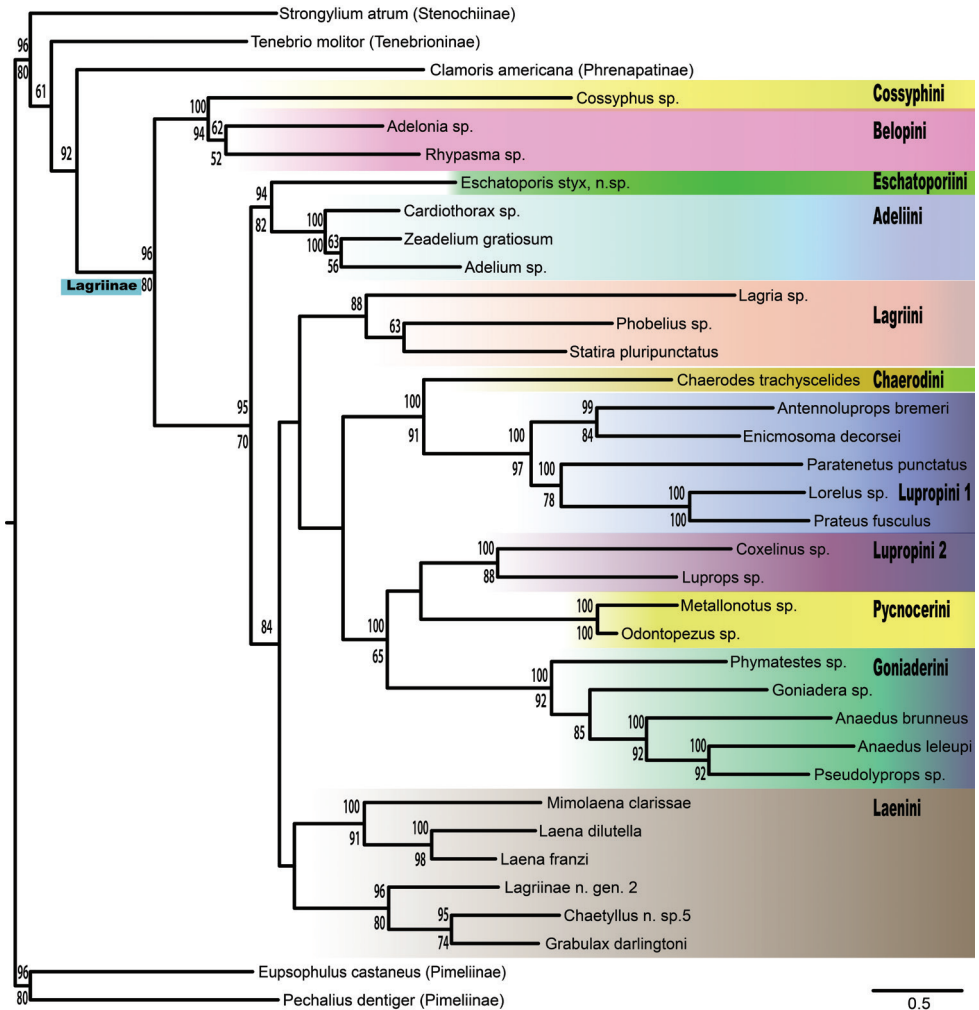 Strongylium atrum (Stenochiinae)
96
80
Tenebrio molitor (Tenebrioninae)
61
Clamoris americana (Phrenapatinae)
92
Cossyphus sp.
Cossyphini
100
94
Adelonia sp.
Belopini
62
52
Rhypasma sp.
Eschatoporis styx, n.sp.
Eschatoporiini
94
82
Cardiothorax sp.
Adeliini
100
100
Zeadelium gratiosum
63
56
Adelium sp.
96
80
Lagriinae
Lagria sp.
Lagriini
88
Phobelius sp.
63
Statira pluripunctatus
Chaerodes trachyscelides
Chaerodini
100
91
95
70
Antennoluprops bremeri
99
84
Enicmosoma decorsei
100
97
Paratenetus punctatus
100
78
Lorelus sp.
Lupropini 1
100
100
Prateus fusculus
Coxelinus sp.
Lupropini 2
100
88
Luprops sp.
Metallonotus sp.
Pycnocerini
100
100
Odontopezus sp.
84
100
65
Phymatestes sp.
Goniaderini
100
92
Goniadera sp.
85
Anaedus brunneus
100
92
Anaedus leleupi
100
92
Pseudolyprops sp.
Mimolaena clarissae
Laenini
100
91
Laena dilutella
100
98
Laena franzi
Lagriinae n. gen. 2
96
80
Chaetyllus n. sp.5
95
74
Grabulax darlingtoni
Eupsophulus castaneus (Pimeliinae)
96
80
Pechalius dentiger (Pimeliinae)
0.5